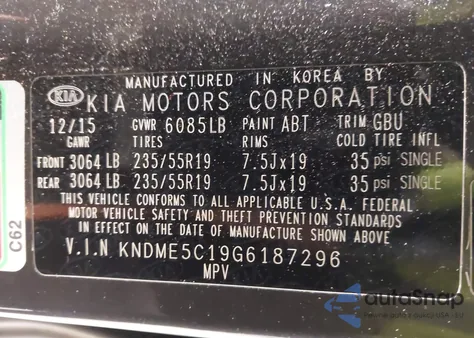 MANUFACTURED IN KOREA BY
KIA KIA MOTORS CORPORATION
12/15 GVWR 6085LB PAINT ABT TRIM GBU
GAWR TIRES RIMS COLD TIRE INFL
FRONT 3064 LB 235/55R19 7.5Jx19 35 psi SINGLE
REAR 3064 LB 235/55R19 7.5Jx19 35 psi SINGLE
THIS VEHICLE CONFORMS TO ALL APPLICABLE U.S.A. FEDERAL
MOTOR VEHICLE SAFETY AND THEFT PREVENTION STANDARDS
IN EFFECT ON THE DATE OF MANUFACTURE SHOWN ABOVE
V.I.N KNDME5C19G6187296
MPV
C62
autoSnap